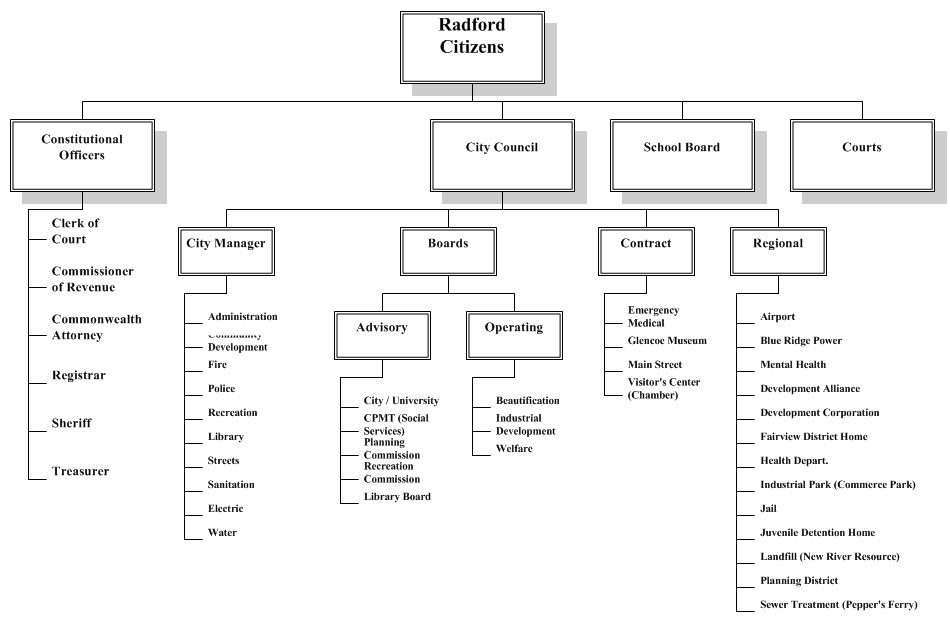 Radford
Citizens
Constitutional
Officers
City Council
School Board
Courts
Clerk of
Court
Commissioner
of Revenue
Commonwealth
Attorney
Registrar
Sheriff
Treasurer
City Manager
Administration
Community
Development
Fire
Police
Recreation
Library
Streets
Sanitation
Electric
Water
Boards
Advisory
City / University
CPMT (Social
Services)
Planning
Commission
Recreation
Commission
Library Board
Operating
Beautification
Industrial
Development
Welfare
Contract
Emergency
Medical
Glencoe Museum
Main Street
Visitor's Center
(Chamber)
Regional
Airport
Blue Ridge Power
Mental Health
Development Alliance
Development Corporation
Fairview District Home
Health Depart.
Industrial Park (Commerce Park)
Jail
Juvenile Detention Home
Landfill (New River Resource)
Planning District
Sewer Treatment (Pepper's Ferry)